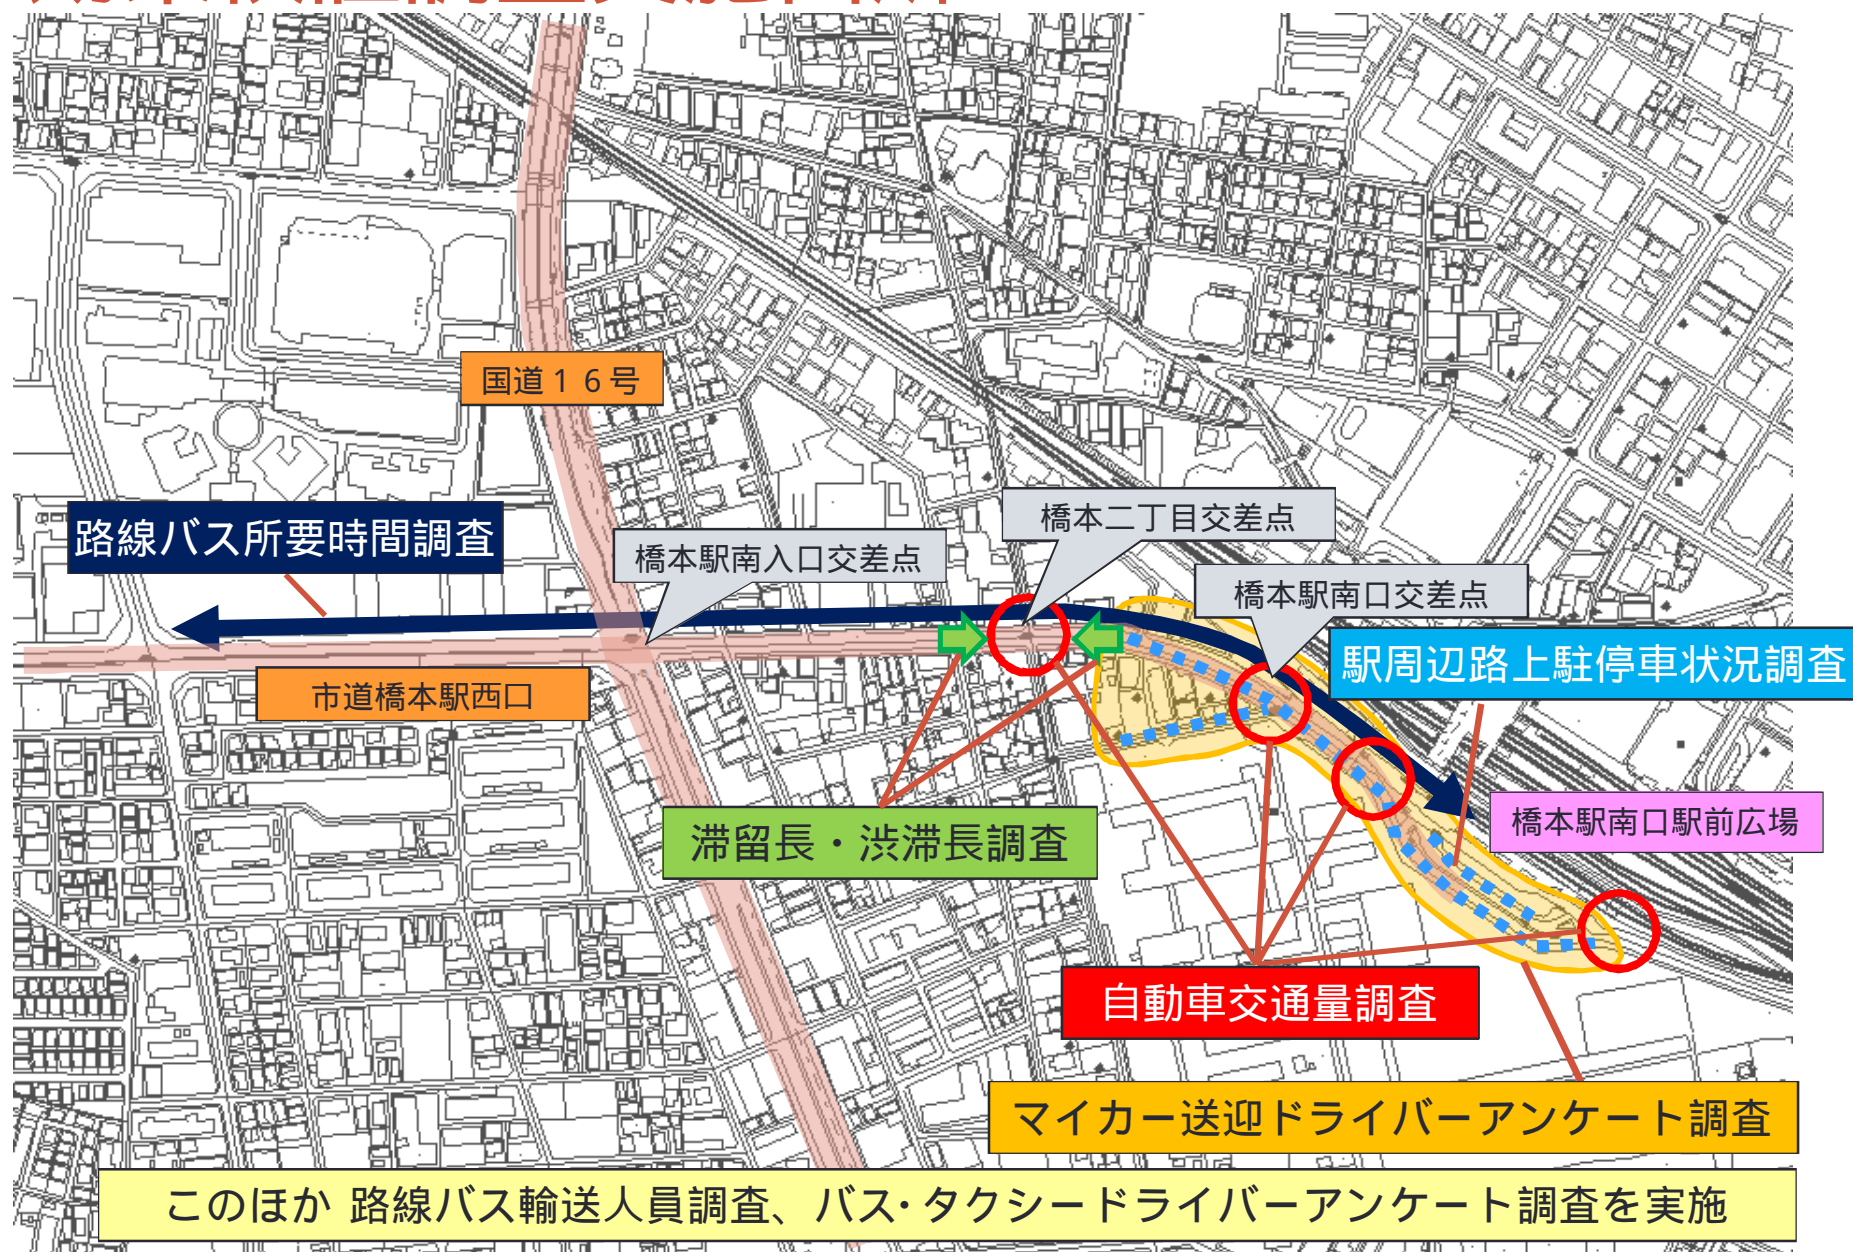 国道１６号
橋本二丁目交差点
路線バス所要時間調査
橋本駅南入口交差点
橋本駅南口交差点
駅周辺路上駐停車状況調査
市道橋本駅西口
橋本駅南口駅前広場
滞留長・渋滞長調査
自動車交通量調査
マイカー送迎ドライバーアンケート調査
このほか 路線バス輸送人員調査、バス・タクシードライバーアンケート調査を実施